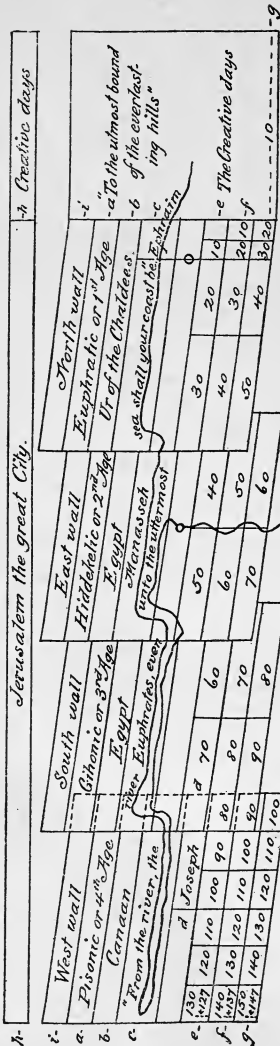 Jerusalem the great City.
h- -h Creative days
i- West wall South wall East wall North wall -i
a- Pisonic or 4th Age Gihonic or 3rd Age Hiddekelic or 2nd Age Euphratic or 1st Age -a "To the utmost bound
b- Canaan Egypt Egypt Ur of the Chaldees. -b of the everlast-
ing hills"
c- "From the river, the river Euphrates, even Manasseh unto the uttermost sea shall your coast be." Ephraim -c
d Joseph d
e- 130 &127 120 110 100 90 80 70 60 50 40 30 20 10 -e The Creative days
f- 140 &137 130 120 110 100 90 80 70 60 50 40 30 20 10 -f
g- 150 &147 140 130 120 110 100 90 80 70 60 50 40 30 20 10 g